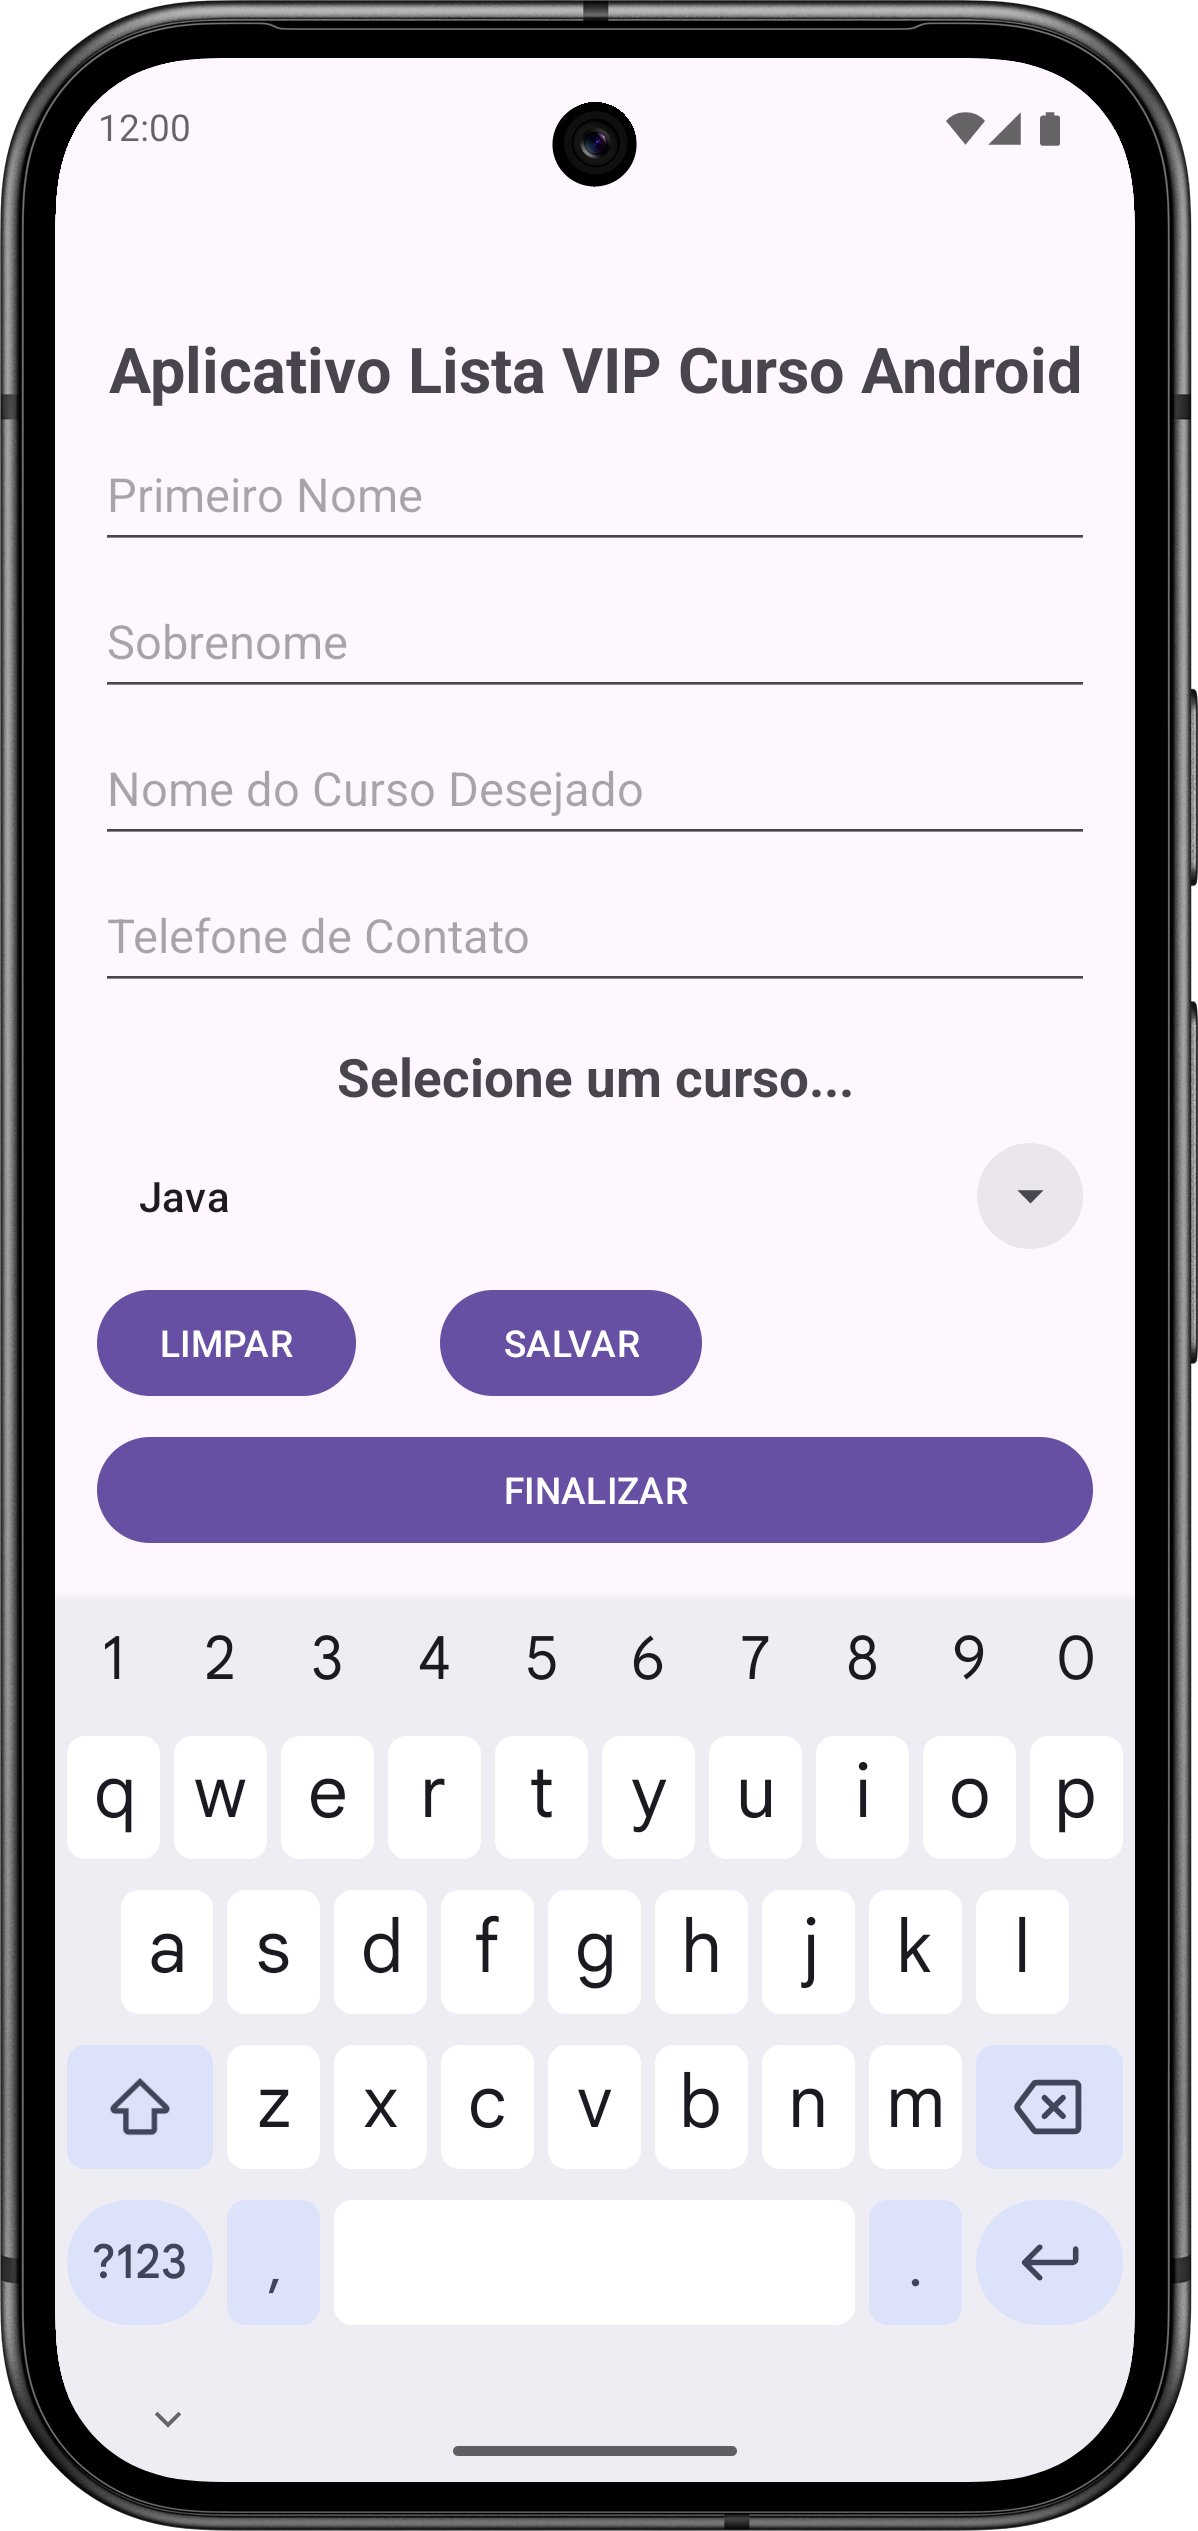 12:00
Aplicativo Lista VIP Curso Android
Primeiro Nome
Sobrenome
Nome do Curso Desejado
Telefone de Contato
Selecione um curso...
Java
LIMPAR SALVAR
FINALIZAR
1 2 3 4 5 6 7 8 9 0
q w e r t y u i o p
a s d f g h j k l
z x c v b n m
?123 , .